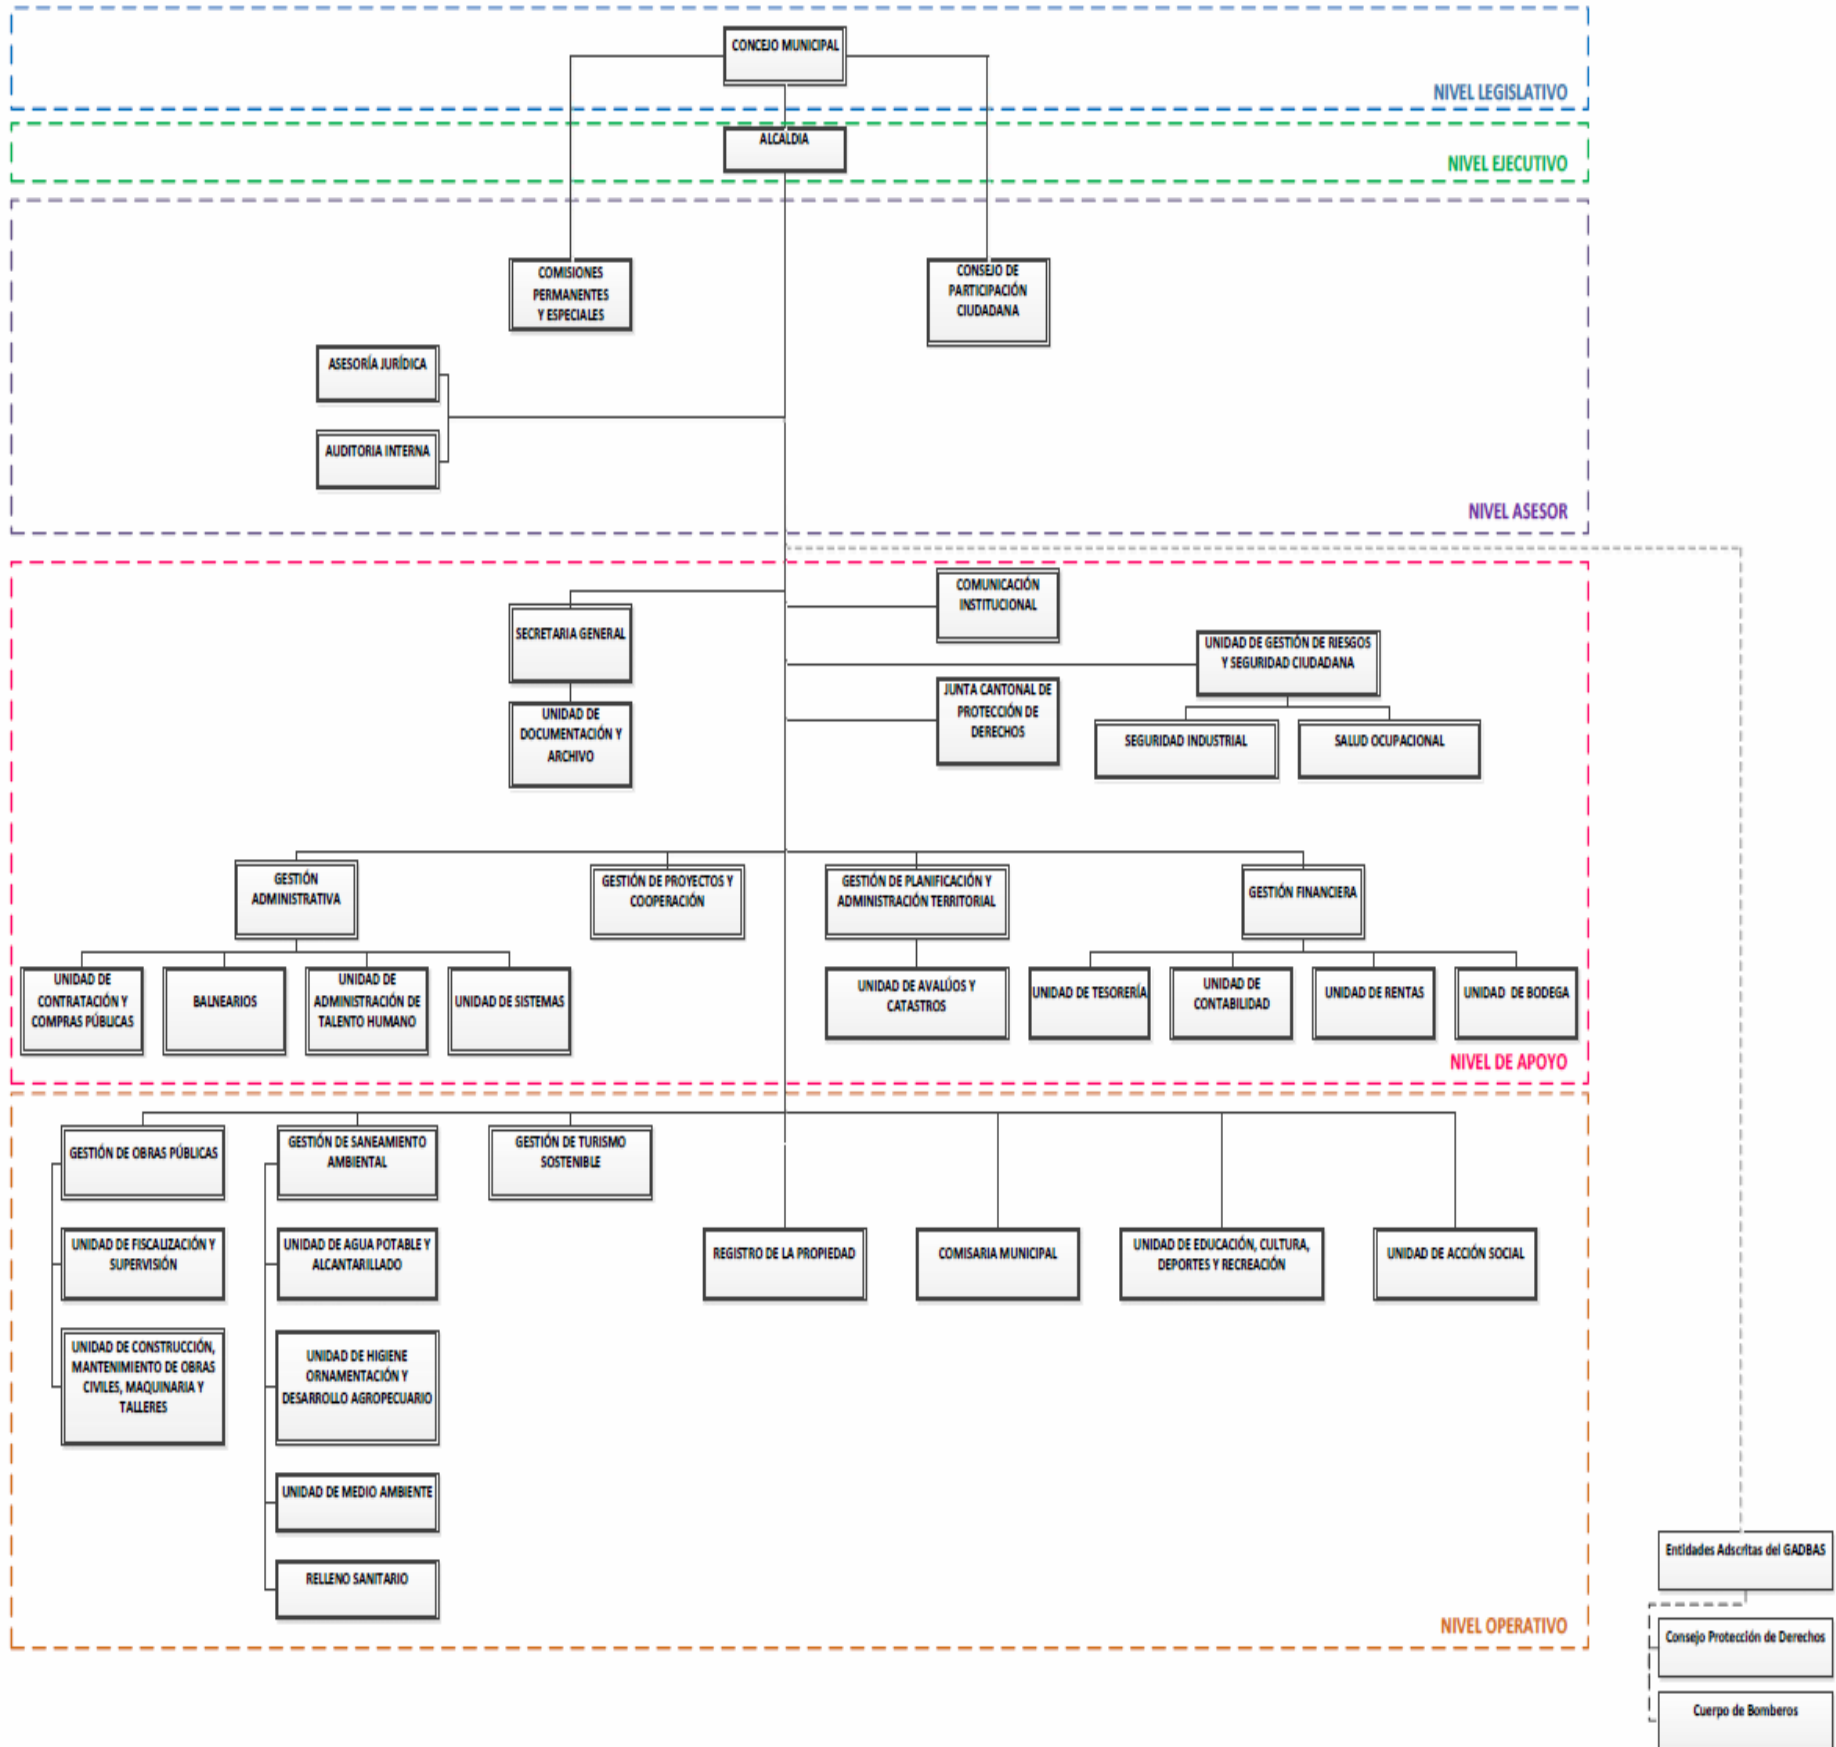 CONCEJO MUNICIPAL
NIVEL LEGISLATIVO
ALCALDIA
NIVEL EJECUTIVO
COMISIONES
PERMANENTES
Y ESPECIALES
CONSEJO DE
PARTICIPACIÓN
CIUDADANA
ASESORÍA JURÍDICA
AUDITORIA INTERNA
NIVEL ASESOR
COMUNICACIÓN
INSTITUCIONAL
SECRETARIA GENERAL
UNIDAD DE GESTIÓN DE RIESGOS
Y SEGURIDAD CIUDADANA
UNIDAD DE
DOCUMENTACIÓN Y
ARCHIVO
JUNTA CANTONAL DE
PROTECCIÓN DE
DERECHOS
SEGURIDAD INDUSTRIAL
SALUD OCUPACIONAL
GESTIÓN
ADMINISTRATIVA
GESTIÓN DE PROYECTOS Y
COOPERACIÓN
GESTIÓN DE PLANIFICACIÓN Y
ADMINISTRACIÓN TERRITORIAL
GESTIÓN FINANCIERA
UNIDAD DE
CONTRATACIÓN Y
COMPRAS PÚBLICAS
BALNEARIOS
UNIDAD DE
ADMINISTRACIÓN DE
TALENTO HUMANO
UNIDAD DE SISTEMAS
UNIDAD DE AVALÚOS Y
CATASTROS
UNIDAD DE TESORERÍA
UNIDAD DE
CONTABILIDAD
UNIDAD DE RENTAS
UNIDAD DE BODEGA
NIVEL DE APOYO
GESTIÓN DE OBRAS PÚBLICAS
GESTIÓN DE SANEAMIENTO
AMBIENTAL
GESTIÓN DE TURISMO
SOSTENIBLE
UNIDAD DE FISCALIZACIÓN Y
SUPERVISIÓN
UNIDAD DE AGUA POTABLE Y
ALCANTARILLADO
REGISTRO DE LA PROPIEDAD
COMISARIA MUNICIPAL
UNIDAD DE EDUCACIÓN, CULTURA,
DEPORTES Y RECREACIÓN
UNIDAD DE ACCIÓN SOCIAL
UNIDAD DE CONSTRUCCIÓN,
MANTENIMIENTO DE OBRAS
CIVILES, MAQUINARIA Y
TALLERES
UNIDAD DE HIGIENE
ORNAMENTACIÓN Y
DESARROLLO AGROPECUARIO
UNIDAD DE MEDIO AMBIENTE
RELLENO SANITARIO
NIVEL OPERATIVO
Entidades Adscritas del GADBAS
Consejo Protección de Derechos
Cuerpo de Bomberos